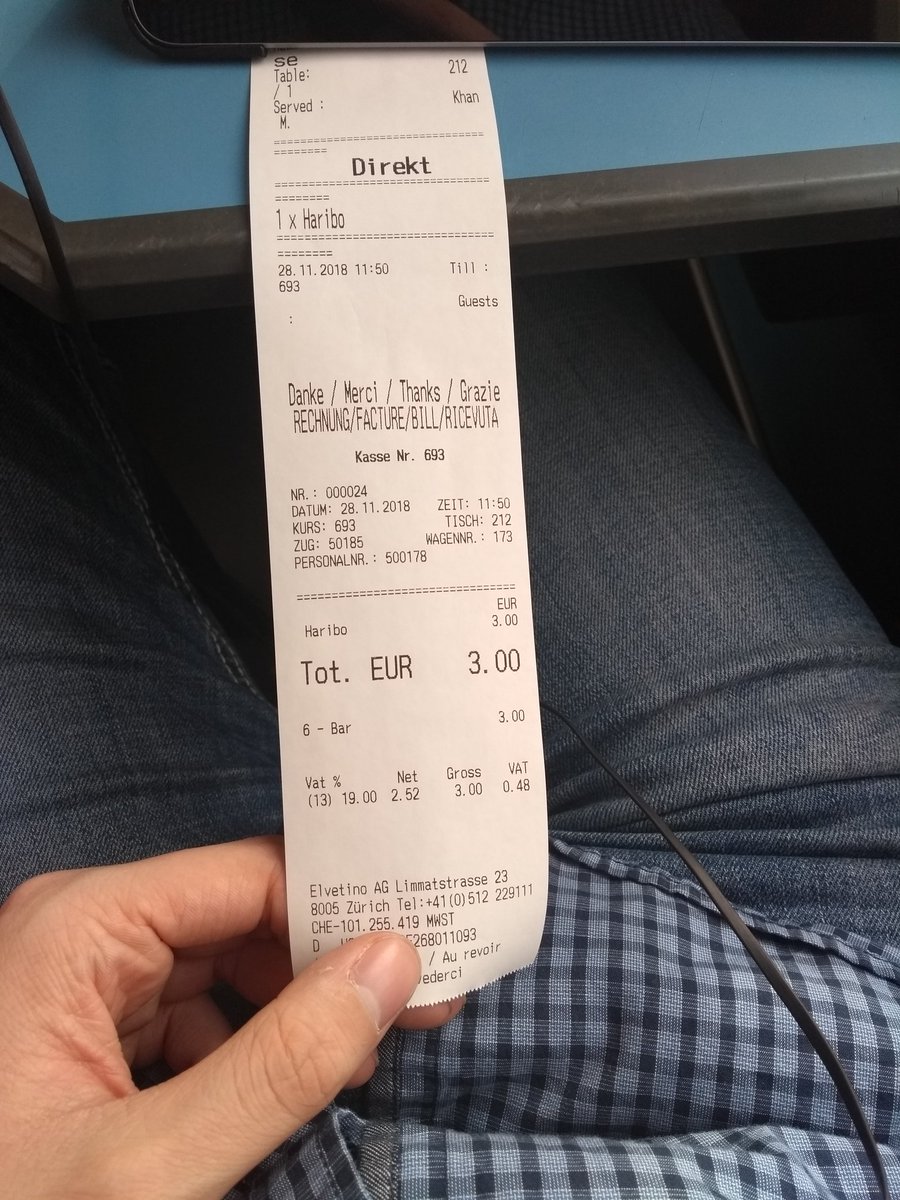 se
Table: 212
/ 1
Served : Khan
M.
==============================
========
Direkt
==============================
========
1 x Haribo
==============================
========
28.11.2018 11:50 Till :
693
Guests
:
Danke / Merci / Thanks / Grazie
RECHNUNG/FACTURE/BILL/RICEVUTA
Kasse Nr. 693
NR.: 000024
DATUM: 28.11.2018 ZEIT: 11:50
KURS: 693 TISCH: 212
ZUG: 50185 WAGENNR.: 173
PERSONALNR.: 500178
==============================
EUR
Haribo 3.00
Tot. EUR 3.00
6 - Bar 3.00
Vat % Net Gross VAT
(13) 19.00 2.52 3.00 0.48
Elvetino AG Limmatstrasse 23
8005 Zürich Tel:+41(0)512 229111
CHE-101.255.419 MWST
D 268011093
/ Au revoir
ederci